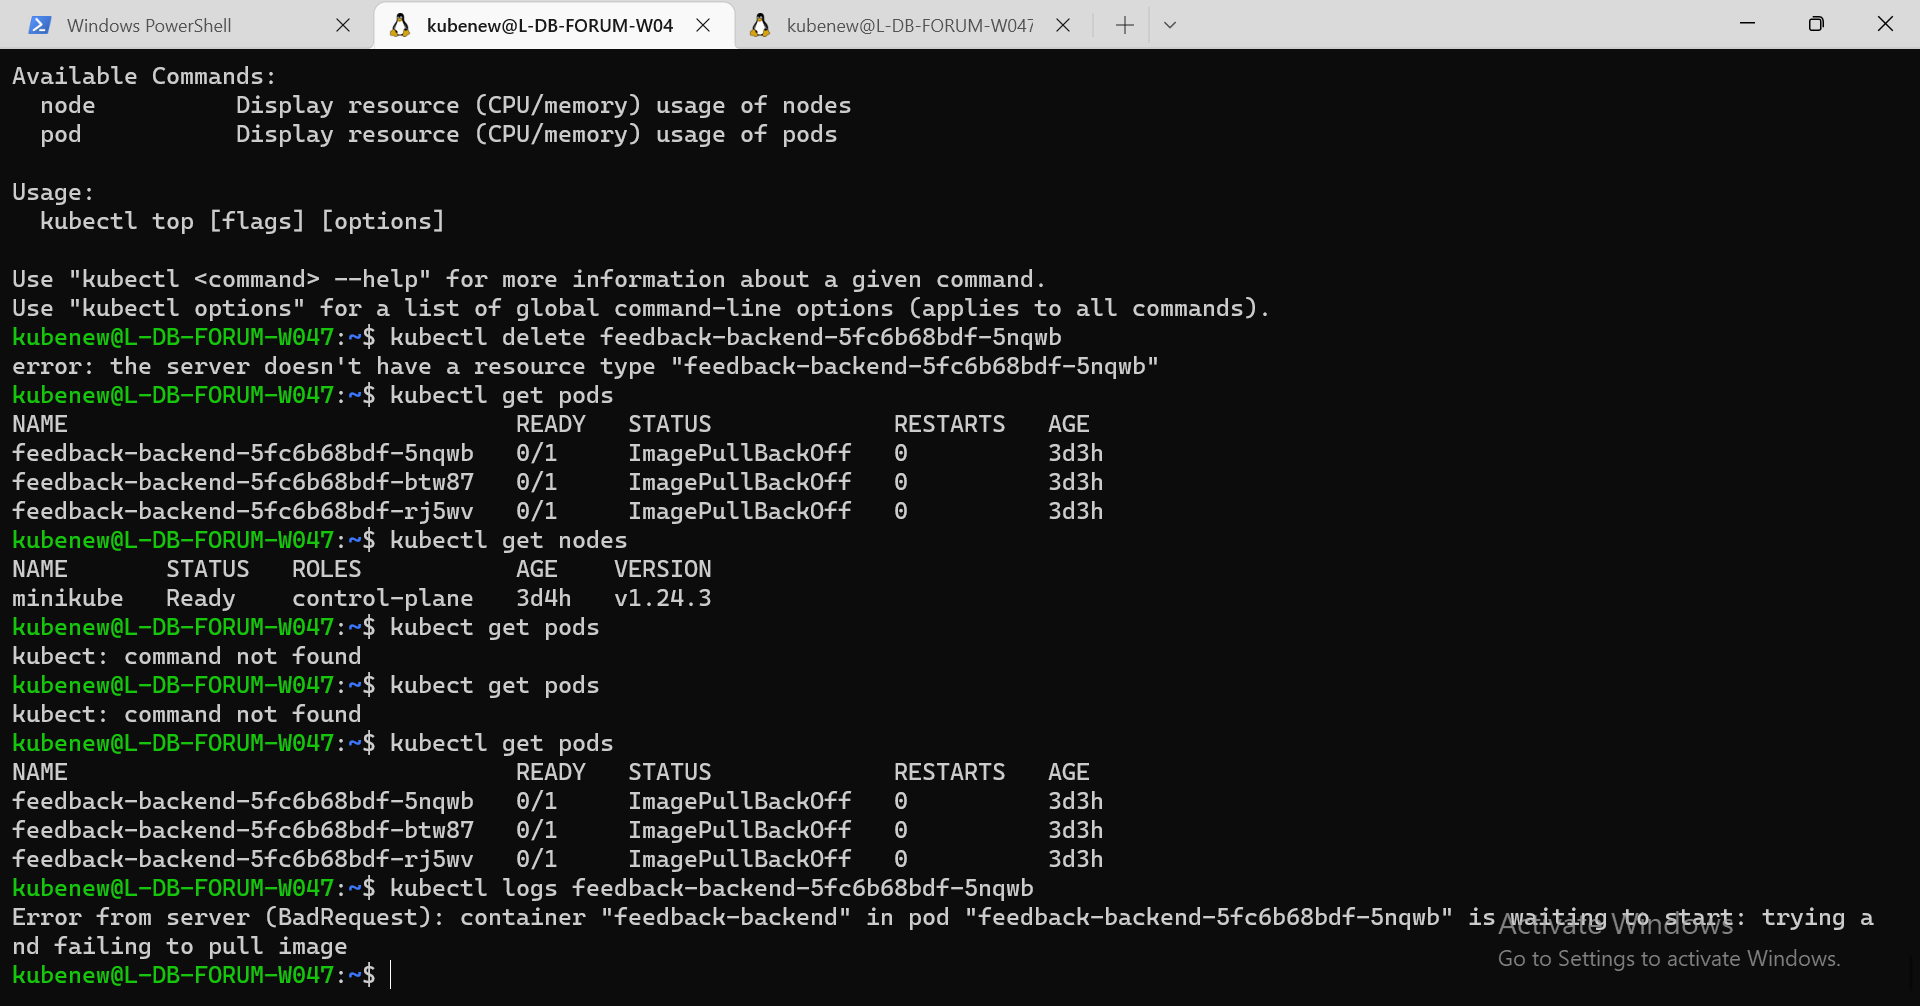 Windows PowerShell
kubenew@L-DB-FORUM-W04
kubenew@L-DB-FORUM-W047
Available Commands:
  node          Display resource (CPU/memory) usage of nodes
  pod           Display resource (CPU/memory) usage of pods
Usage:
  kubectl top [flags] [options]
Use "kubectl <command> --help" for more information about a given command.
Use "kubectl options" for a list of global command-line options (applies to all commands).
kubenew@L-DB-FORUM-W047:~$ kubectl delete feedback-backend-5fc6b68bdf-5nqwb
error: the server doesn't have a resource type "feedback-backend-5fc6b68bdf-5nqwb"
kubenew@L-DB-FORUM-W047:~$ kubectl get pods
NAME                                READY   STATUS             RESTARTS   AGE
feedback-backend-5fc6b68bdf-5nqwb   0/1     ImagePullBackOff   0          3d3h
feedback-backend-5fc6b68bdf-btw87   0/1     ImagePullBackOff   0          3d3h
feedback-backend-5fc6b68bdf-rj5wv   0/1     ImagePullBackOff   0          3d3h
kubenew@L-DB-FORUM-W047:~$ kubectl get nodes
NAME       STATUS   ROLES           AGE    VERSION
minikube   Ready    control-plane   3d4h   v1.24.3
kubenew@L-DB-FORUM-W047:~$ kubect get pods
kubect: command not found
kubenew@L-DB-FORUM-W047:~$ kubect get pods
kubect: command not found
kubenew@L-DB-FORUM-W047:~$ kubectl get pods
NAME                                READY   STATUS             RESTARTS   AGE
feedback-backend-5fc6b68bdf-5nqwb   0/1     ImagePullBackOff   0          3d3h
feedback-backend-5fc6b68bdf-btw87   0/1     ImagePullBackOff   0          3d3h
feedback-backend-5fc6b68bdf-rj5wv   0/1     ImagePullBackOff   0          3d3h
kubenew@L-DB-FORUM-W047:~$ kubectl logs feedback-backend-5fc6b68bdf-5nqwb
Error from server (BadRequest): container "feedback-backend" in pod "feedback-backend-5fc6b68bdf-5nqwb" is waiting to start: trying a
nd failing to pull image
kubenew@L-DB-FORUM-W047:~$
Activate Windows
Go to Settings to activate Windows.